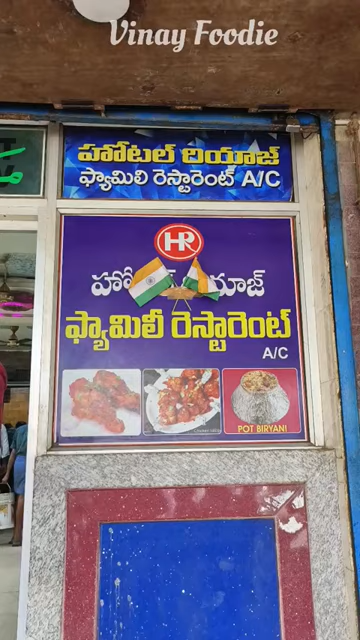 Vinay Foodie
హోటల్ రియాజ్
ఫ్యామిలి రెస్టారెంట్ A/C
HR
ఫ్యామిలీ రెస్టారెంట్
A/C
POT BIRYANI